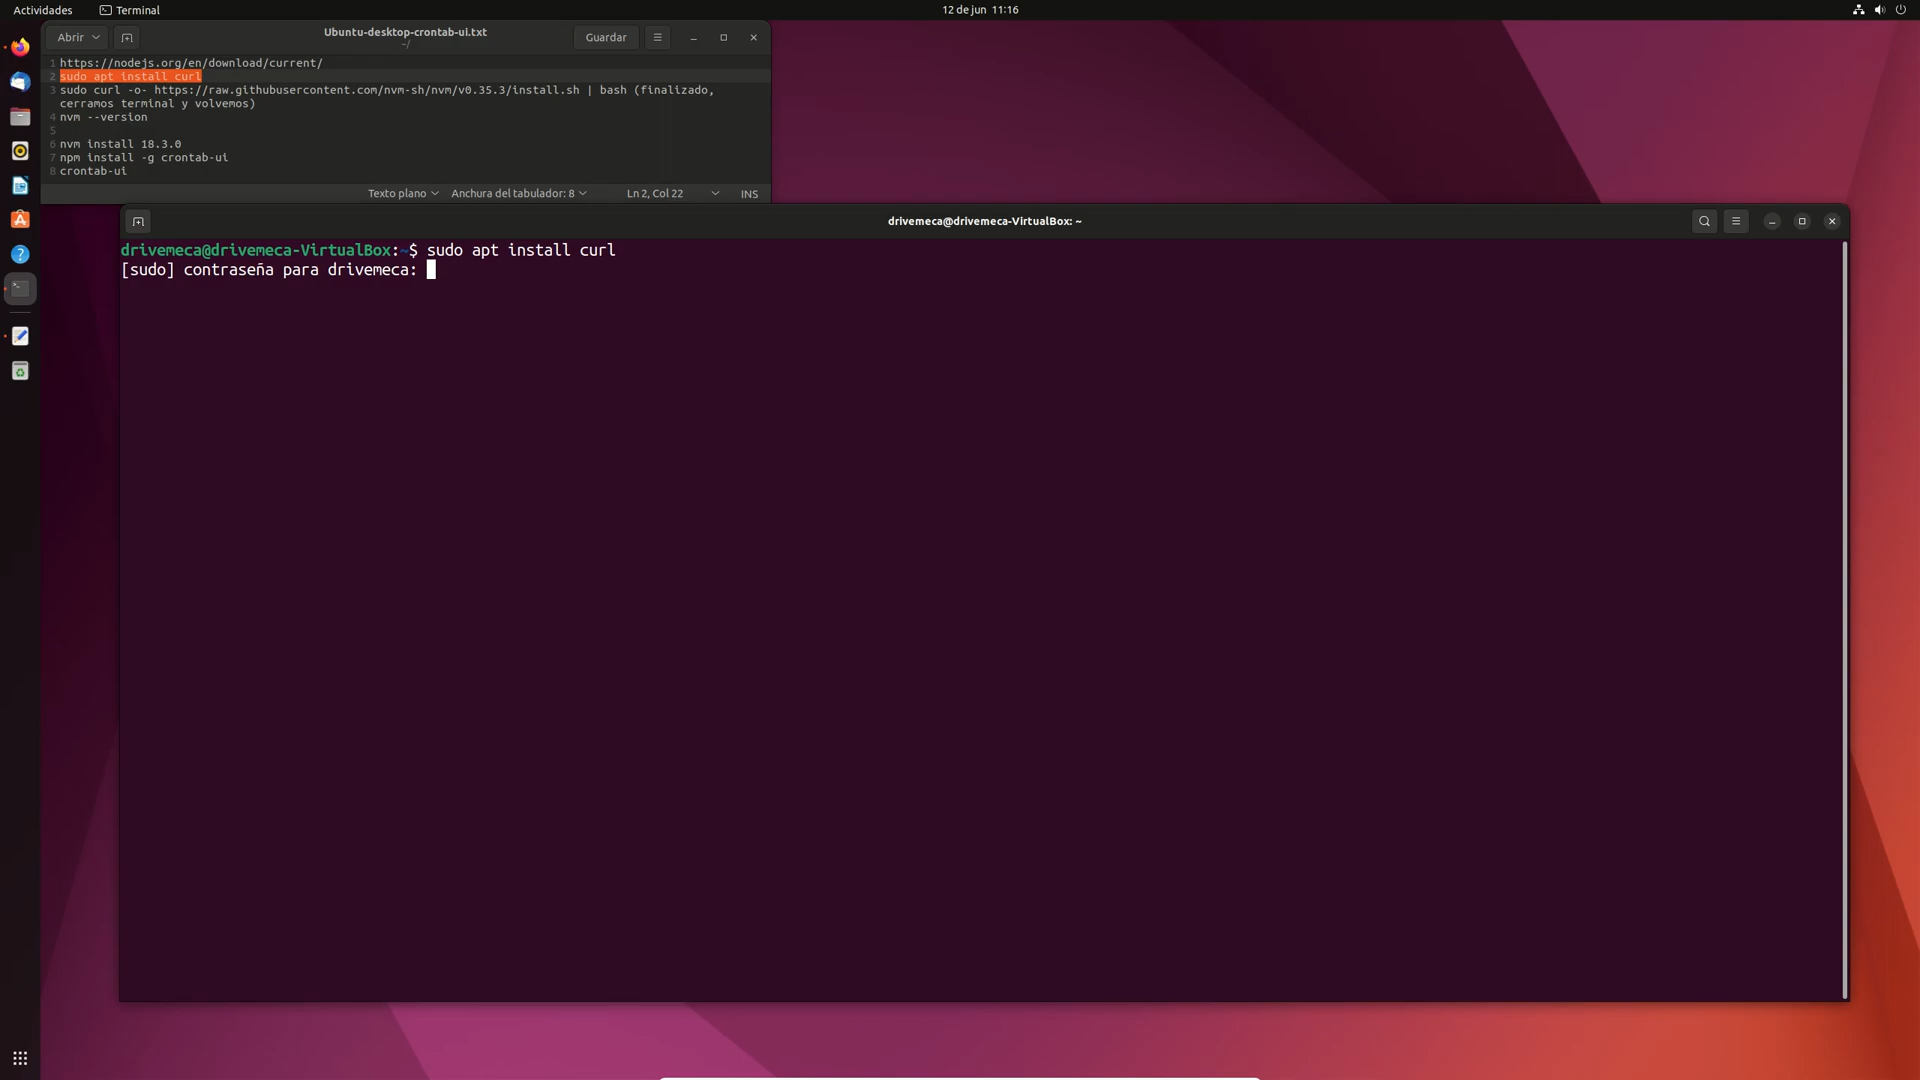 Actividades Terminal 12 de jun 11:16
Abrir Ubuntu-desktop-crontab-ui.txt Guardar
~/
1 https://nodejs.org/en/download/current/
2 sudo apt install curl
3 sudo curl -o- https://raw.githubusercontent.com/nvm-sh/nvm/v0.35.3/install.sh | bash (finalizado,
cerramos terminal y volvemos)
4 nvm --version
5
6 nvm install 18.3.0
7 npm install -g crontab-ui
8 crontab-ui
Texto plano Anchura del tabulador: 8 Ln 2, Col 22 INS
drivemeca@drivemeca-VirtualBox: ~
drivemeca@drivemeca-VirtualBox:~$ sudo apt install curl
[sudo] contraseña para drivemeca: